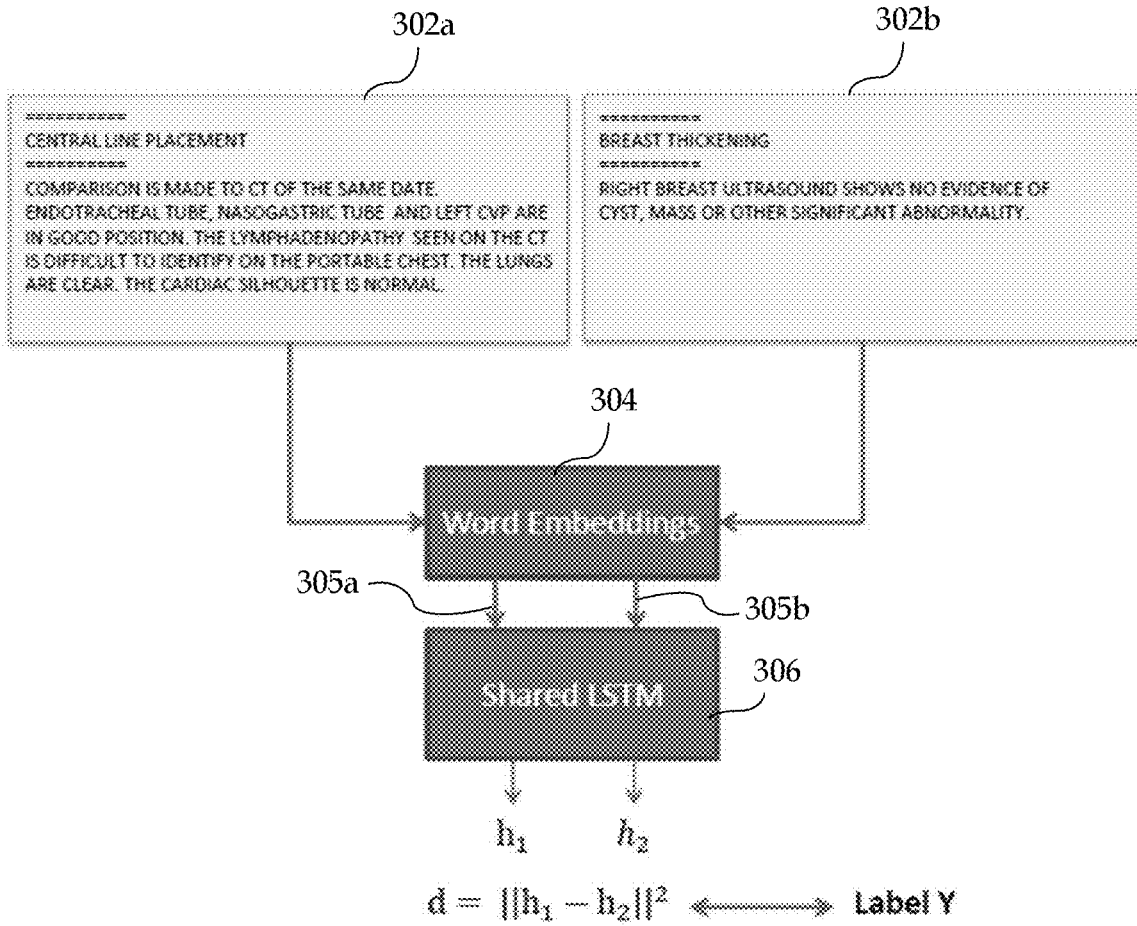 302a
302b
==========
CENTRAL LINE PLACEMENT
==========
COMPARISON IS MADE TO CT OF THE SAME DATE.
ENDOTRACHEAL TUBE, NASOGASTRIC TUBE AND LEFT CVP ARE
IN GOOD POSITION. THE LYMPHADENOPATHY SEEN ON THE CT
IS DIFFICULT TO IDENTIFY ON THE PORTABLE CHEST. THE LUNGS
ARE CLEAR. THE CARDIAC SILHOUETTE IS NORMAL.
==========
BREAST THICKENING
==========
RIGHT BREAST ULTRASOUND SHOWS NO EVIDENCE OF
CYST, MASS OR OTHER SIGNIFICANT ABNORMALITY.
304
Word Embeddings
305a
305b
Shared LSTM
306
h₁
h₂
d = ||h₁ − h₂||²
Label Y